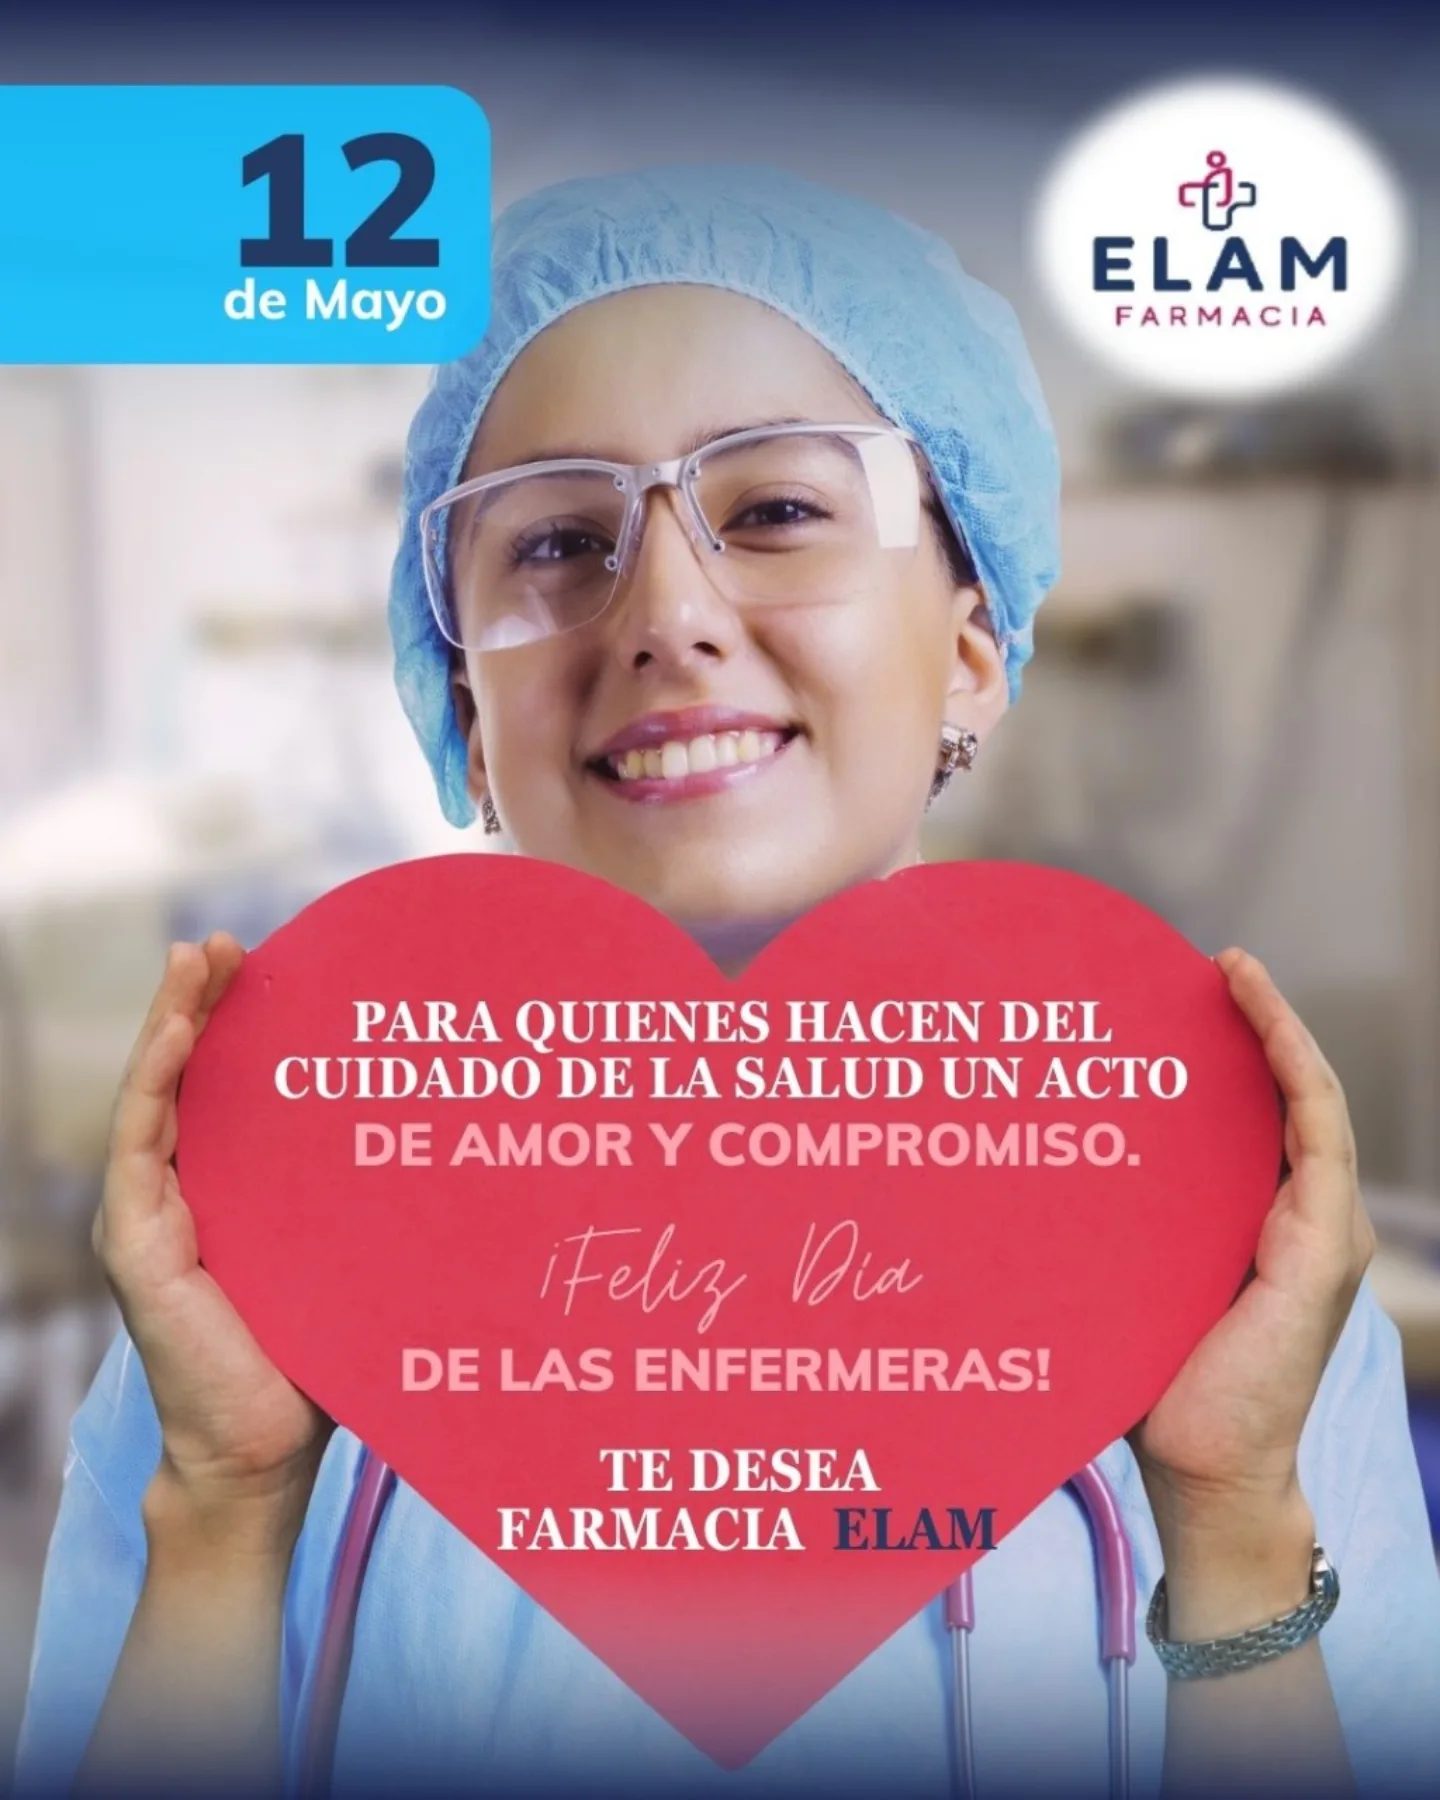 12
de Mayo
ELAM
FARMACIA
PARA QUIENES HACEN DEL
CUIDADO DE LA SALUD UN ACTO
DE AMOR Y COMPROMISO.
¡Feliz Día
DE LAS ENFERMERAS!
TE DESEA
FARMACIA ELAM